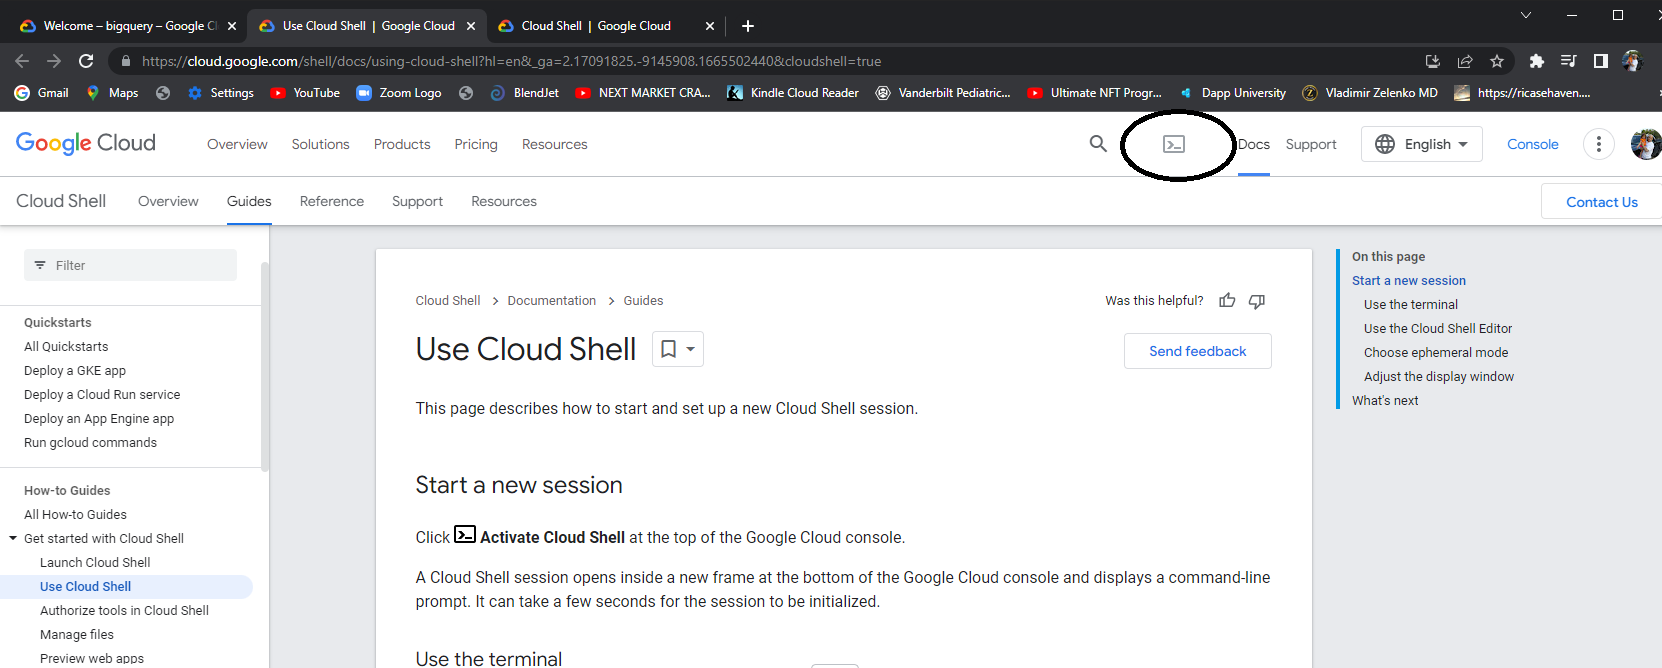 Welcome – bigquery – Google Cl
Use Cloud Shell | Google Cloud
Cloud Shell | Google Cloud
https://cloud.google.com/shell/docs/using-cloud-shell?hl=en&_ga=2.17091825.-9145908.1665502440&cloudshell=true
Gmail Maps Settings YouTube Zoom Logo BlendJet NEXT MARKET CRA... Kindle Cloud Reader Vanderbilt Pediatric... Ultimate NFT Progr... Dapp University Vladimir Zelenko MD https://ricasehaven....
Google Cloud Overview Solutions Products Pricing Resources Docs Support English Console
Cloud Shell Overview Guides Reference Support Resources Contact Us
Filter
Quickstarts
All Quickstarts
Deploy a GKE app
Deploy a Cloud Run service
Deploy an App Engine app
Run gcloud commands
How-to Guides
All How-to Guides
Get started with Cloud Shell
Launch Cloud Shell
Use Cloud Shell
Authorize tools in Cloud Shell
Manage files
Preview web apps
Cloud Shell > Documentation > Guides
Was this helpful?
Use Cloud Shell
Send feedback
This page describes how to start and set up a new Cloud Shell session.
Start a new session
Click Activate Cloud Shell at the top of the Google Cloud console.
A Cloud Shell session opens inside a new frame at the bottom of the Google Cloud console and displays a command-line
prompt. It can take a few seconds for the session to be initialized.
Use the terminal
On this page
Start a new session
Use the terminal
Use the Cloud Shell Editor
Choose ephemeral mode
Adjust the display window
What's next